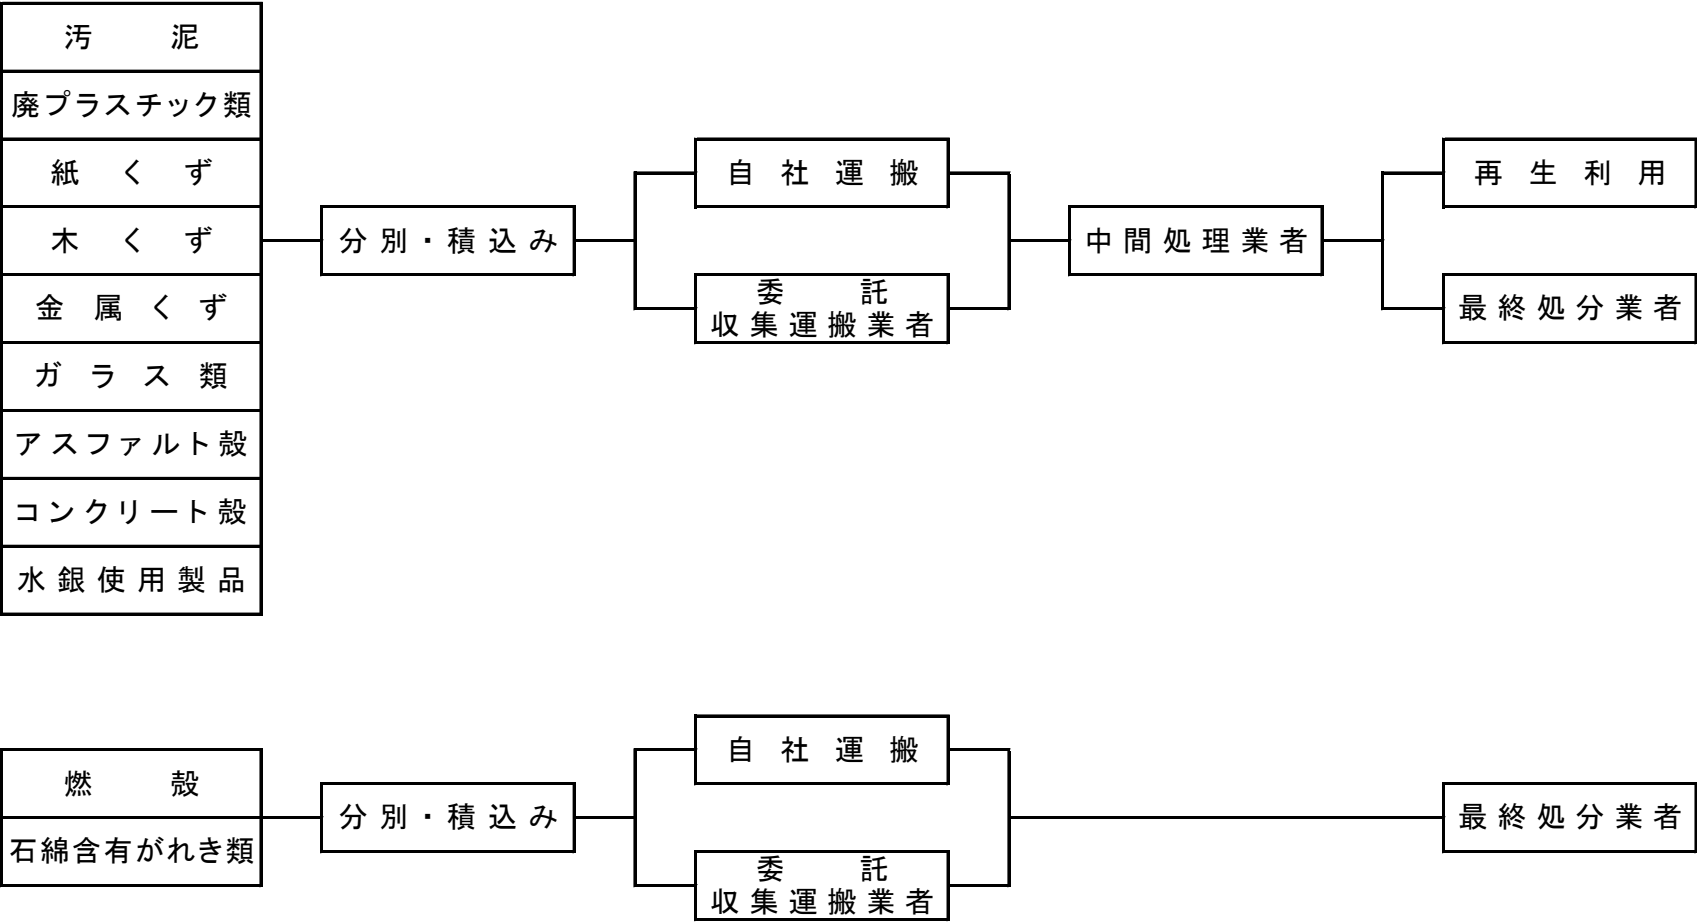 汚泥
廃プラスチック類
紙くず
木くず
金属くず
ガラス類
アスファルト殻
コンクリート殻
水銀使用製品
分別・積込み
自社運搬
委託
収集運搬業者
中間処理業者
再生利用
最終処分業者
燃殻
石綿含有がれき類
分別・積込み
自社運搬
委託
収集運搬業者
最終処分業者